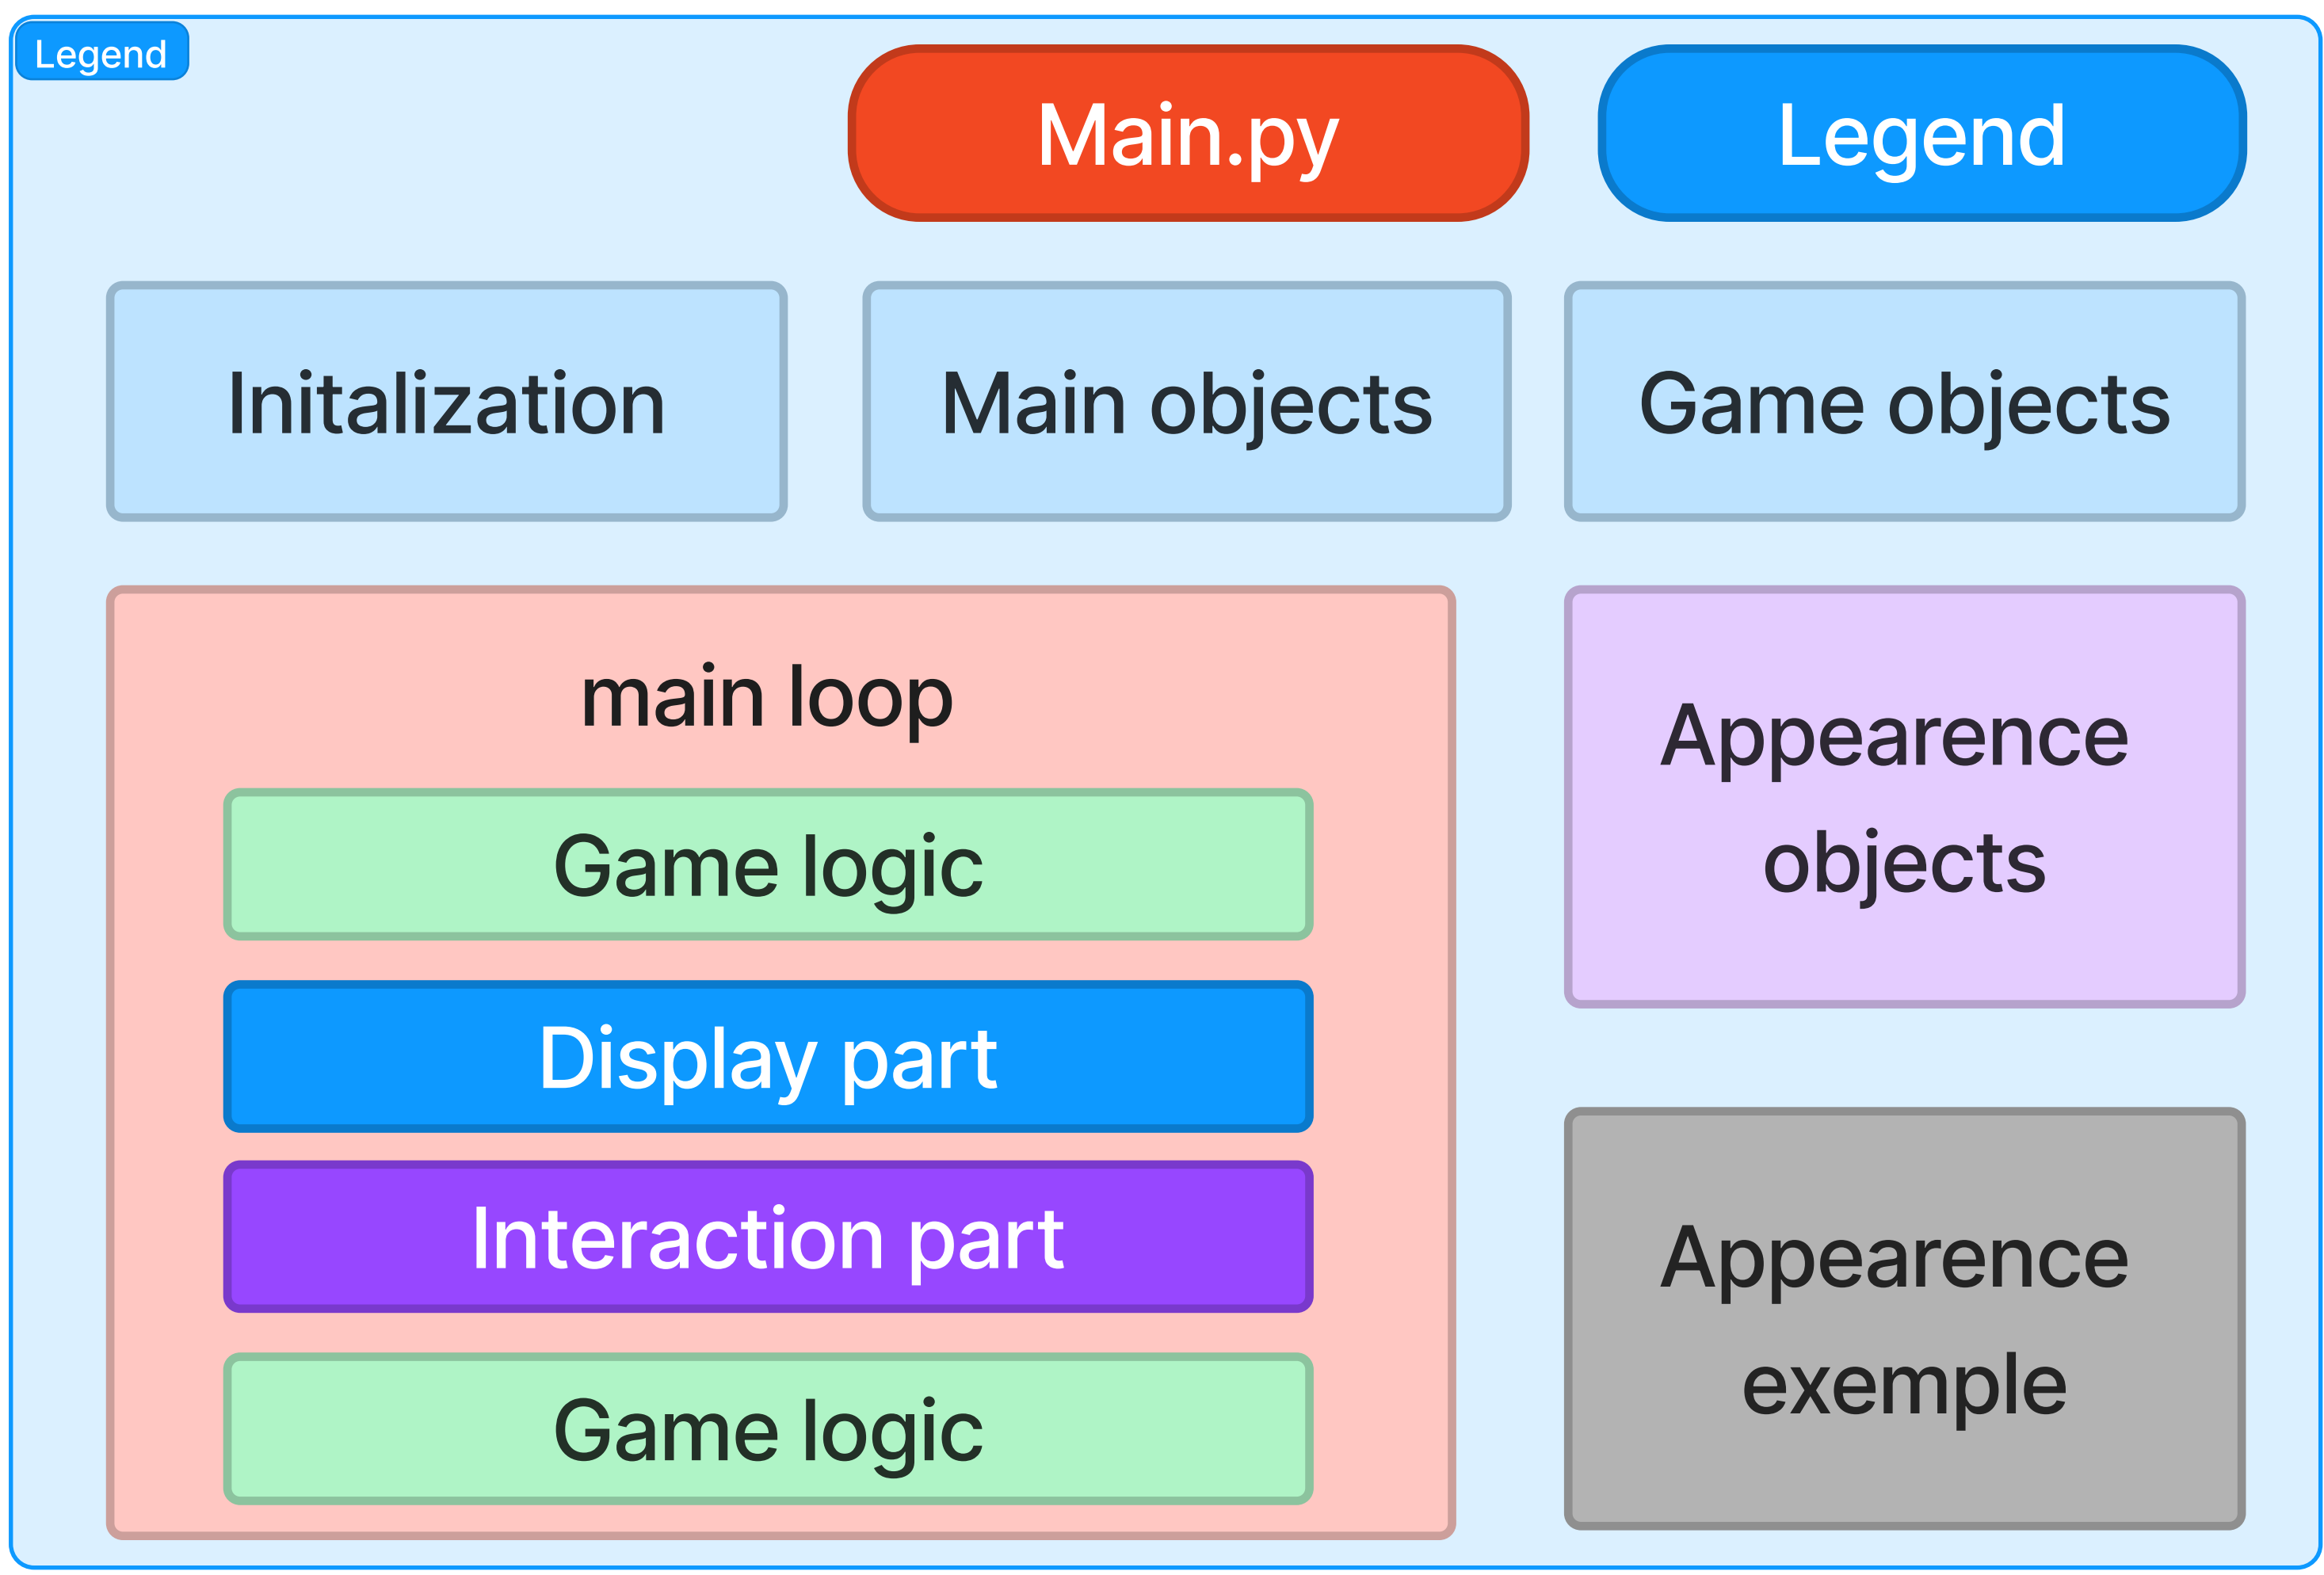 Legend
Main.py
Legend
Initalization
Main objects
Game objects
main loop
Game logic
Display part
Interaction part
Game logic
Appearence
objects
Appearence
exemple